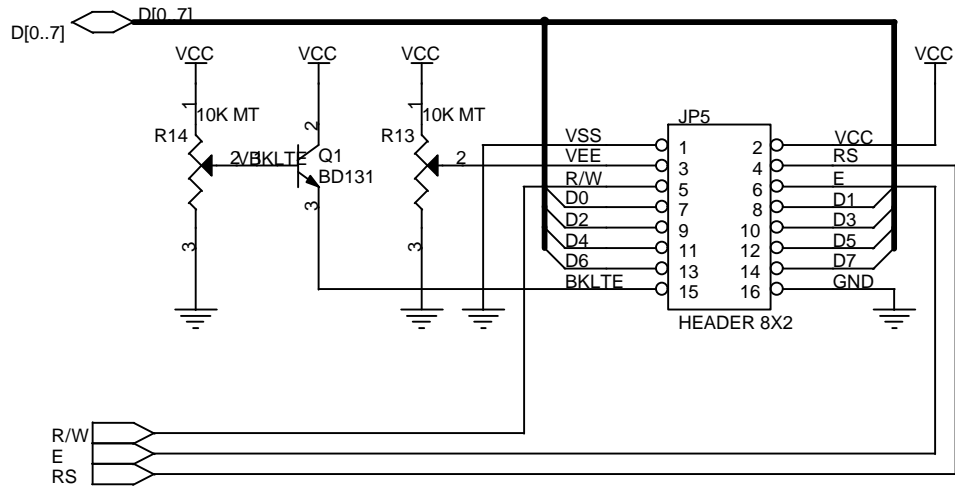 D[0..7]
D[0..7]
VCC
VCC
VCC
VCC
1
10K MT
R14
2
VBKLTE
3
2
Q1
BD131
3
1
10K MT
R13
2
3
JP5
VSS
1
2
VCC
VEE
3
4
RS
R/W
5
6
E
D0
7
8
D1
D2
9
10
D3
D4
11
12
D5
D6
13
14
D7
BKLTE
15
16
GND
HEADER 8X2
R/W
E
RS